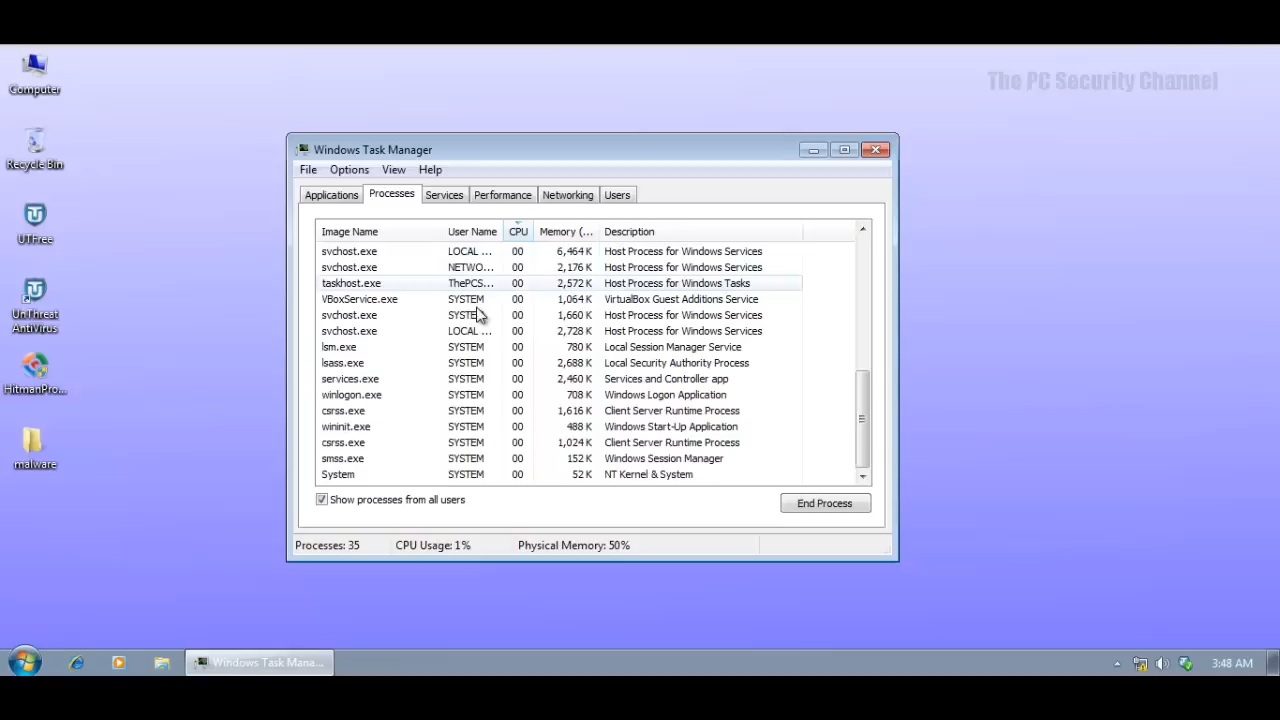 The PC Security Channel
Computer
Recycle Bin
UTFree
UnThreat
AntiVirus
HitmanPro...
malware
Windows Task Manager
File Options View Help
Applications Processes Services Performance Networking Users
Image Name User Name CPU Memory (... Description
svchost.exe LOCAL ... 00 6,464 K Host Process for Windows Services
svchost.exe NETWO... 00 2,176 K Host Process for Windows Services
taskhost.exe ThePCS... 00 2,572 K Host Process for Windows Tasks
VBoxService.exe SYSTEM 00 1,064 K VirtualBox Guest Additions Service
svchost.exe SYSTEM 00 1,660 K Host Process for Windows Services
svchost.exe LOCAL ... 00 2,728 K Host Process for Windows Services
lsm.exe SYSTEM 00 780 K Local Session Manager Service
lsass.exe SYSTEM 00 2,688 K Local Security Authority Process
services.exe SYSTEM 00 2,460 K Services and Controller app
winlogon.exe SYSTEM 00 708 K Windows Logon Application
csrss.exe SYSTEM 00 1,616 K Client Server Runtime Process
wininit.exe SYSTEM 00 488 K Windows Start-Up Application
csrss.exe SYSTEM 00 1,024 K Client Server Runtime Process
smss.exe SYSTEM 00 152 K Windows Session Manager
System SYSTEM 00 52 K NT Kernel & System
Show processes from all users
End Process
Processes: 35 CPU Usage: 1% Physical Memory: 50%
Windows Task Mana...
3:48 AM